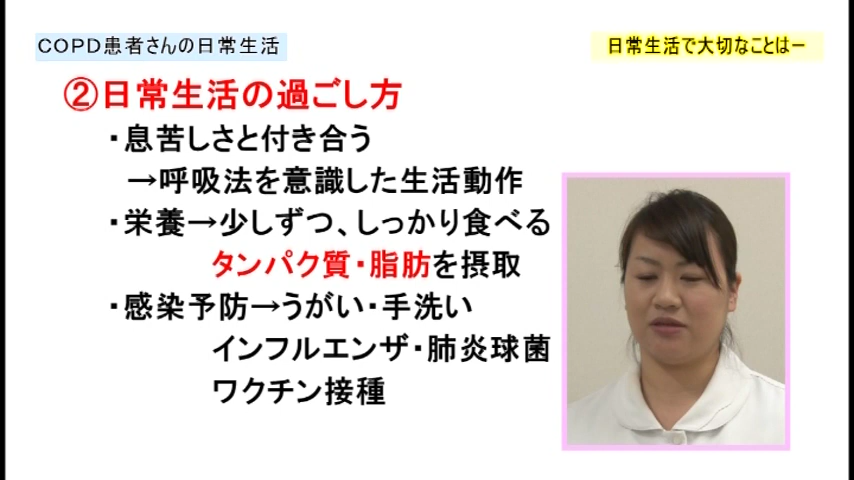 COPD患者さんの日常生活
日常生活で大切なことはー
②日常生活の過ごし方
・息苦しさと付き合う
→呼吸法を意識した生活動作
・栄養→少しずつ、しっかり食べる
タンパク質・脂肪を摂取
・感染予防→うがい・手洗い
インフルエンザ・肺炎球菌
ワクチン接種